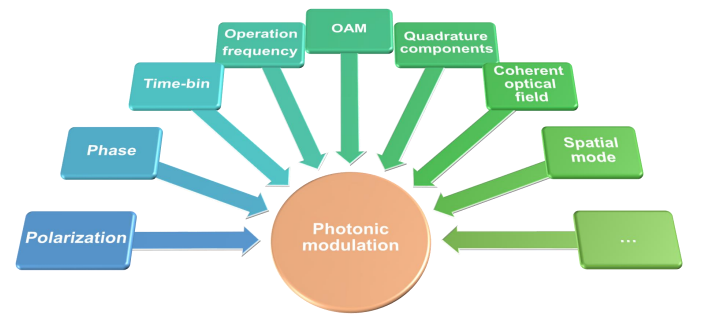 Polarization
Phase
Time-bin
Operation
frequency
OAM
Quadrature
components
Coherent
optical
field
Spatial
mode
...
Photonic
modulation